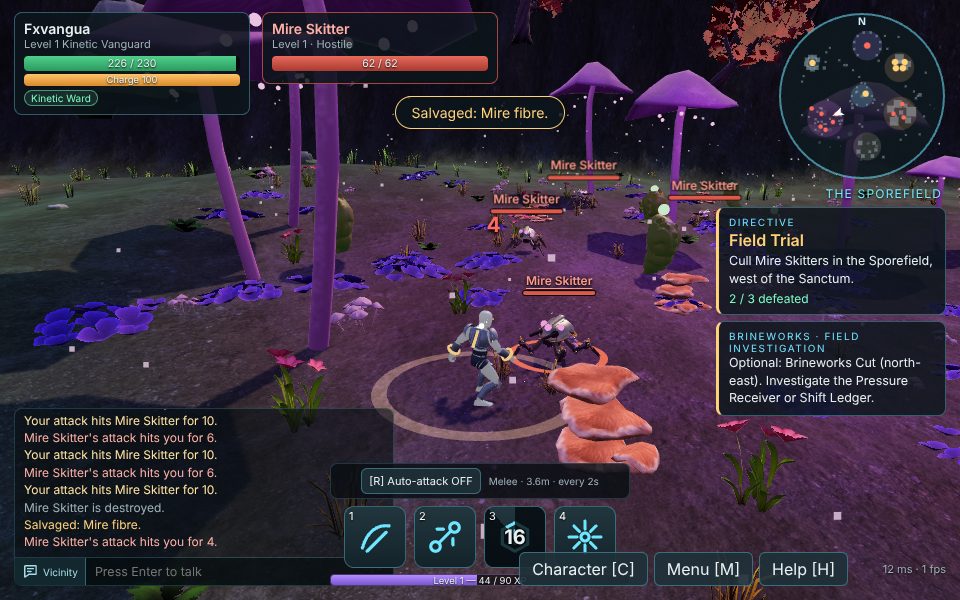 Fxvangua
Level 1 Kinetic Vanguard
226 / 230
Charge 100
Kinetic Ward
Mire Skitter
Level 1 · Hostile
62 / 62
Salvaged: Mire fibre.
N
THE SPOREFIELD
Mire Skitter
Mire Skitter
Mire Skitter
4
Mire Skitter
DIRECTIVE
Field Trial
Cull Mire Skitters in the Sporefield,
west of the Sanctum.
2 / 3 defeated
BRINEWORKS · FIELD
INVESTIGATION
Optional: Brineworks Cut (north-
east). Investigate the Pressure
Receiver or Shift Ledger.
Your attack hits Mire Skitter for 10.
Mire Skitter's attack hits you for 6.
Your attack hits Mire Skitter for 10.
Mire Skitter's attack hits you for 6.
Your attack hits Mire Skitter for 10.
Mire Skitter is destroyed.
Salvaged: Mire fibre.
Mire Skitter's attack hits you for 4.
Vicinity
Press Enter to talk
[R] Auto-attack OFF
Melee · 3.6m · every 2s
1
2
3
16
4
Level 1 — 44 / 90
Character [C]
Menu [M]
Help [H]
12 ms · 1 fps